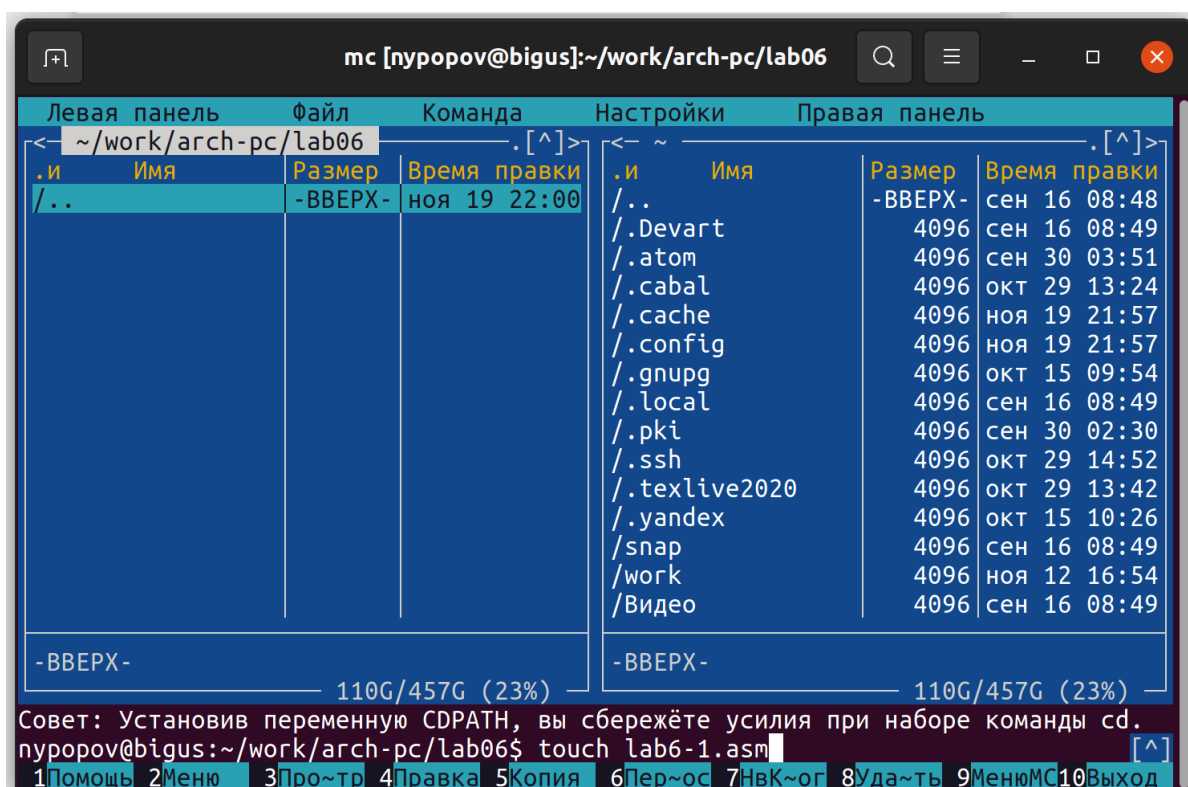 mc [nypopov@bigus]:~/work/arch-pc/lab06
Левая панель Файл Команда Настройки Правая панель
<— ~/work/arch-pc/lab06 .[^]> <— ~ .[^]>
.и Имя Размер Время правки .и Имя Размер Время правки
/.. -ВВЕРХ- ноя 19 22:00 /.. -ВВЕРХ- сен 16 08:48
/.Devart 4096 сен 16 08:49
/.atom 4096 сен 30 03:51
/.cabal 4096 окт 29 13:24
/.cache 4096 ноя 19 21:57
/.config 4096 ноя 19 21:57
/.gnupg 4096 окт 15 09:54
/.local 4096 сен 16 08:49
/.pki 4096 сен 30 02:30
/.ssh 4096 окт 29 14:52
/.texlive2020 4096 окт 29 13:42
/.yandex 4096 окт 15 10:26
/snap 4096 сен 16 08:49
/work 4096 ноя 12 16:54
/Видео 4096 сен 16 08:49
-ВВЕРХ- -ВВЕРХ-
110G/457G (23%) 110G/457G (23%)
Совет: Установив переменную CDPATH, вы сбережёте усилия при наборе команды cd.
nypopov@bigus:~/work/arch-pc/lab06$ touch lab6-1.asm [^]
1Помощь 2Меню 3Про~тр 4Правка 5Копия 6Пер~ос 7НвК~ог 8Уда~ть 9МенюMC 10Выход